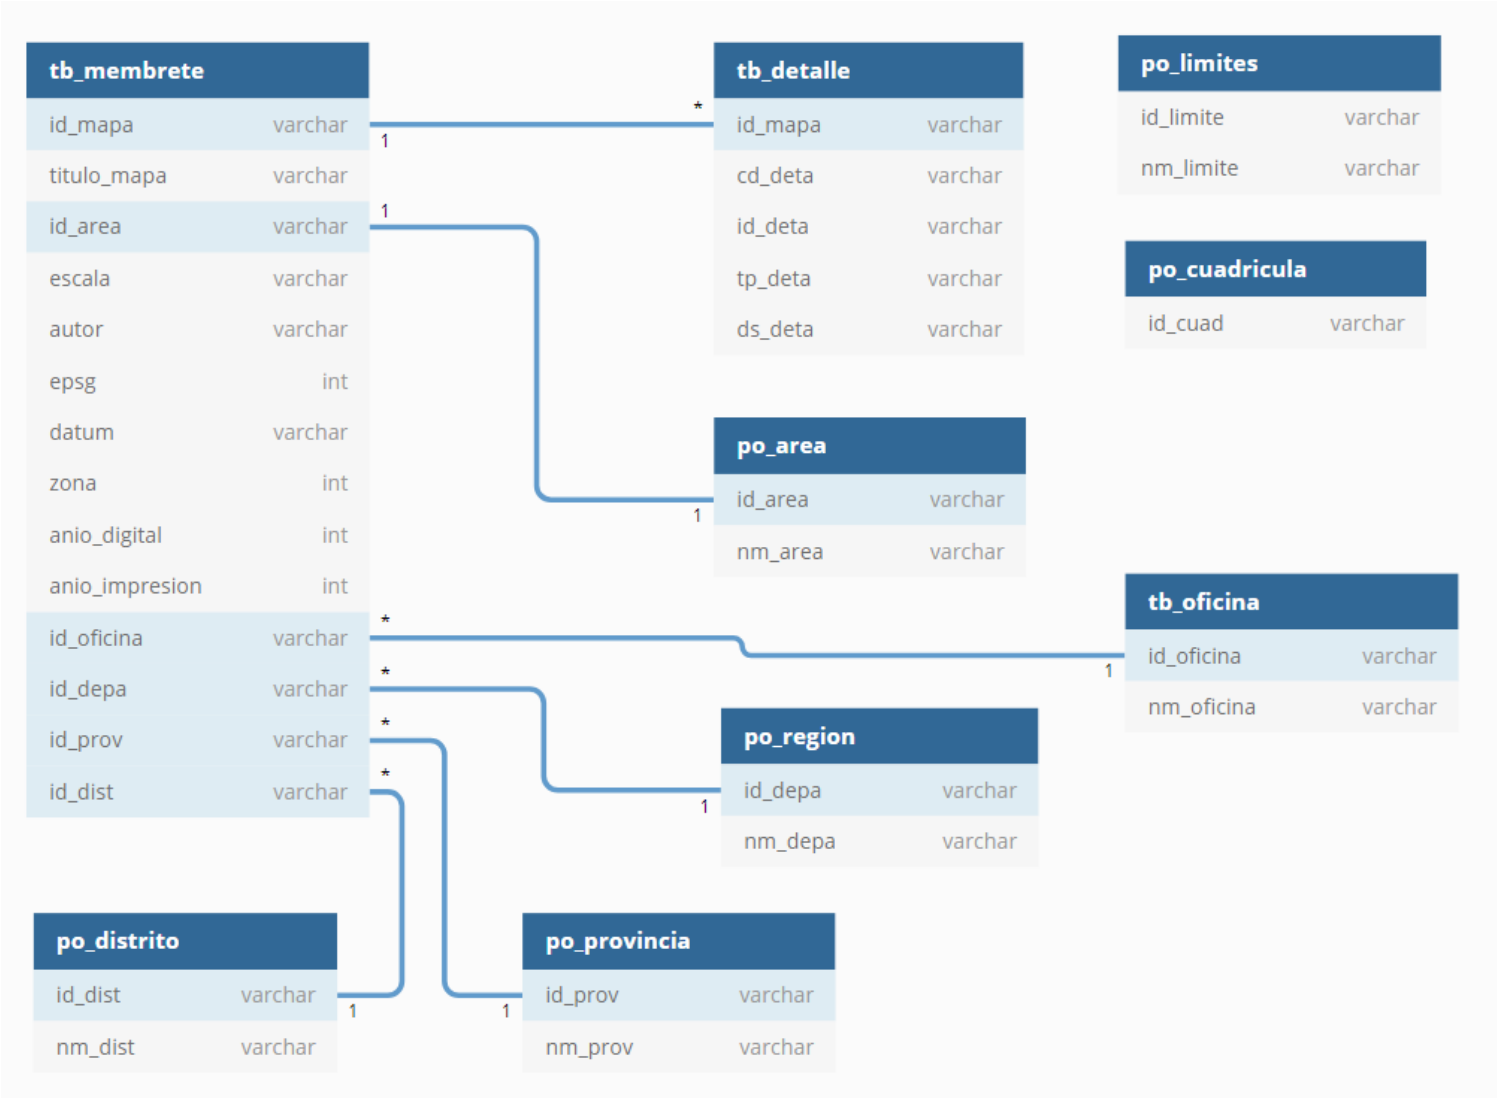 tb_membrete
id_mapa varchar
titulo_mapa varchar
id_area varchar
escala varchar
autor varchar
epsg int
datum varchar
zona int
anio_digital int
anio_impresion int
id_oficina varchar
id_depa varchar
id_prov varchar
id_dist varchar
1
1
*
*
*
*
tb_detalle
*
id_mapa varchar
cd_deta varchar
id_deta varchar
tp_deta varchar
ds_deta varchar
po_limites
id_limite varchar
nm_limite varchar
po_cuadricula
id_cuad varchar
po_area
id_area varchar
1
nm_area varchar
tb_oficina
id_oficina varchar
1
nm_oficina varchar
po_region
id_depa varchar
1
nm_depa varchar
po_distrito
id_dist varchar
1
nm_dist varchar
po_provincia
id_prov varchar
1
nm_prov varchar